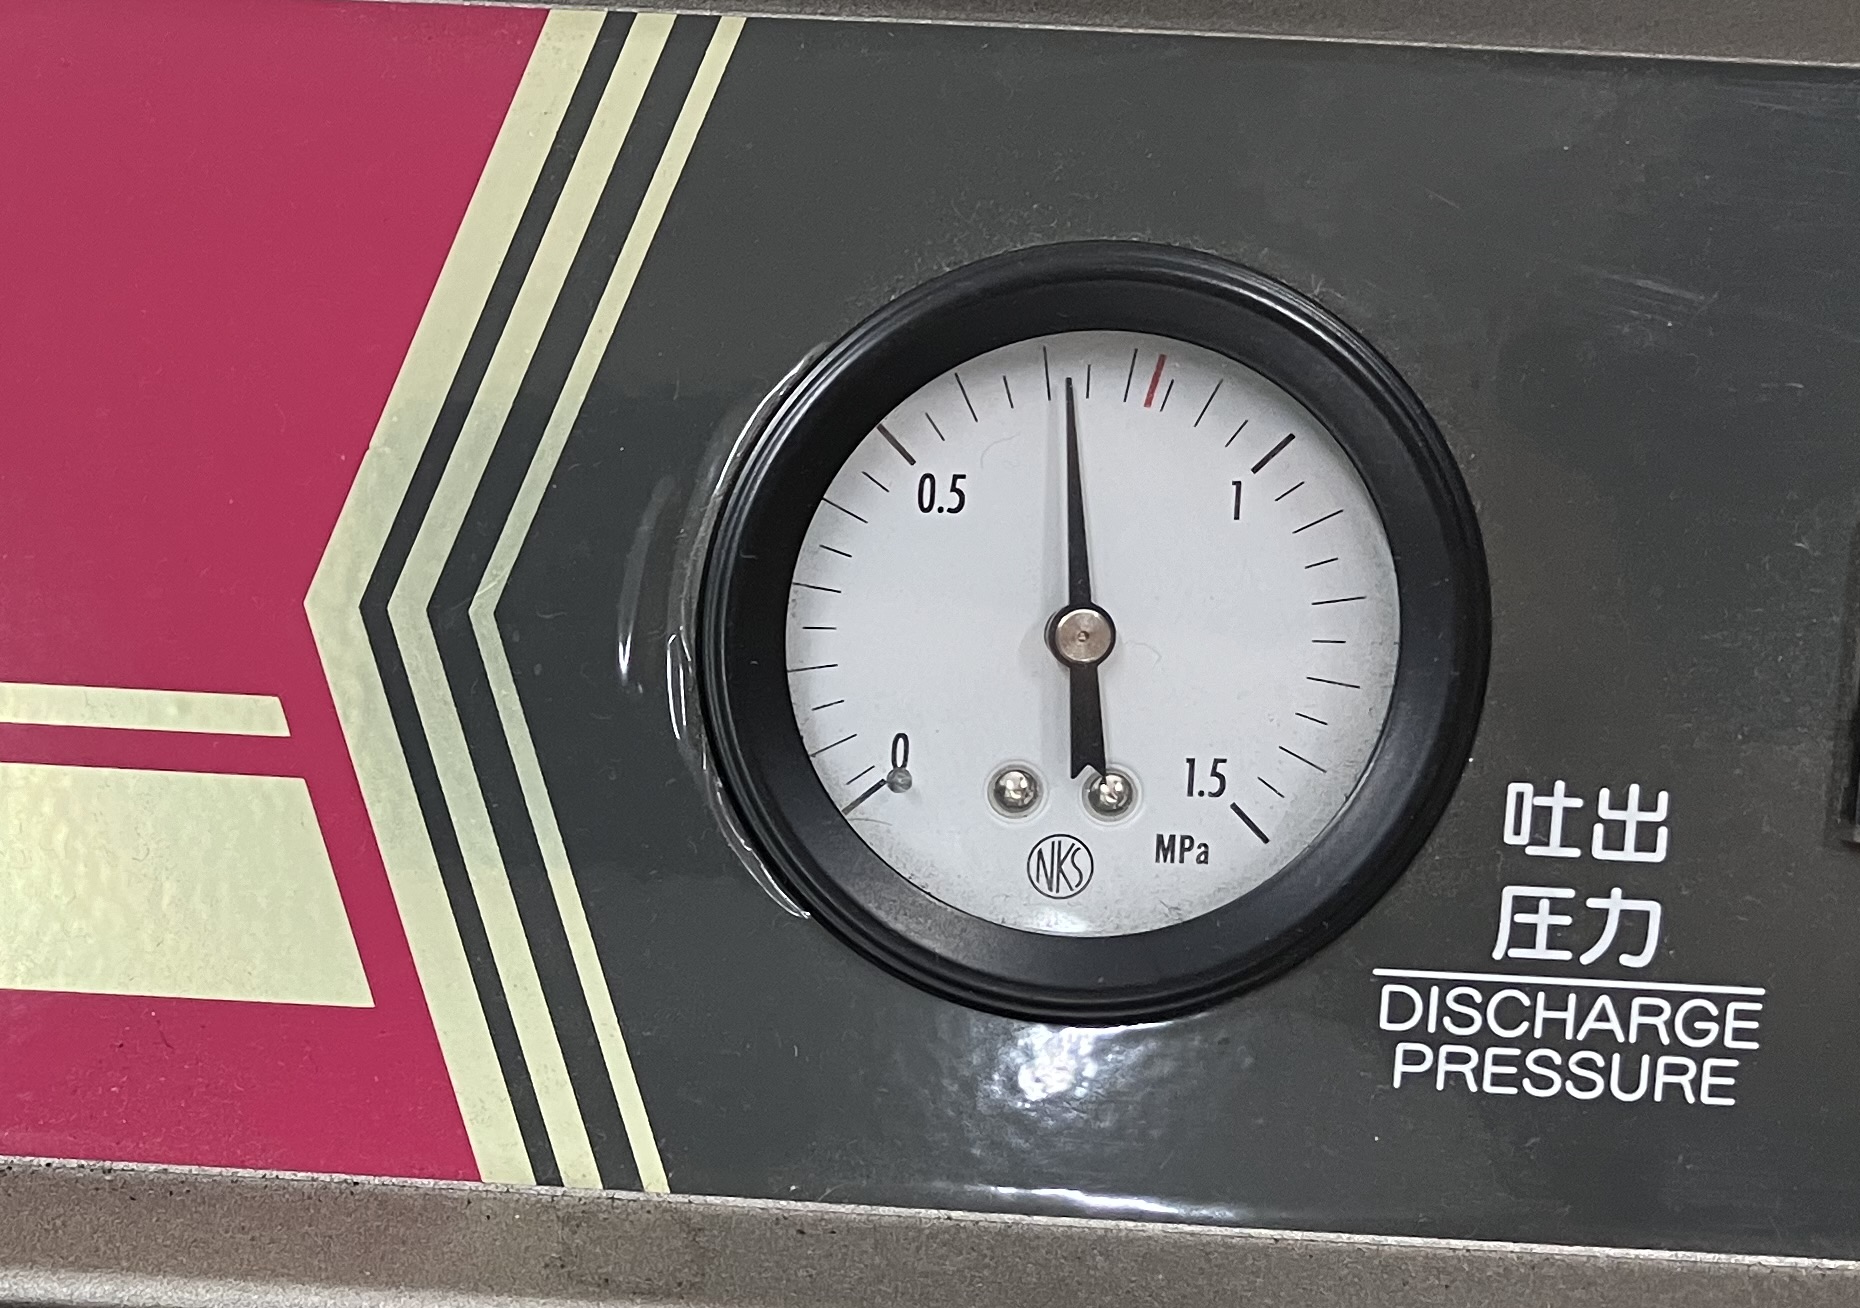 0.5
1
0
1.5
MPa
NKS
吐出
圧力
DISCHARGE
PRESSURE